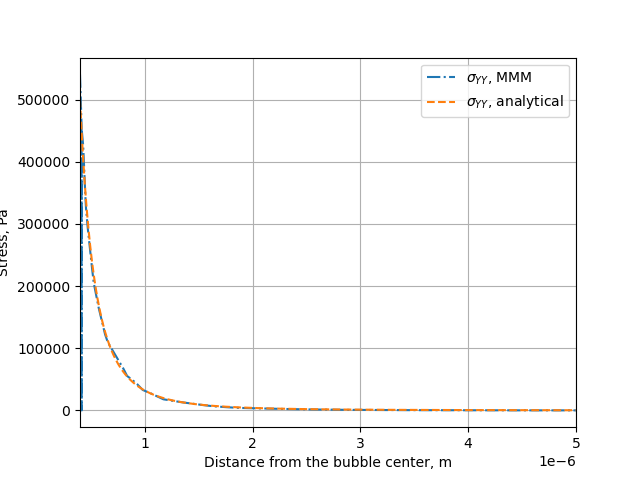 σYY, MMM
σYY, analytical
500000
400000
300000
200000
100000
0
Stress, Pa
1
2
3
4
5
1e−6
Distance from the bubble center, m